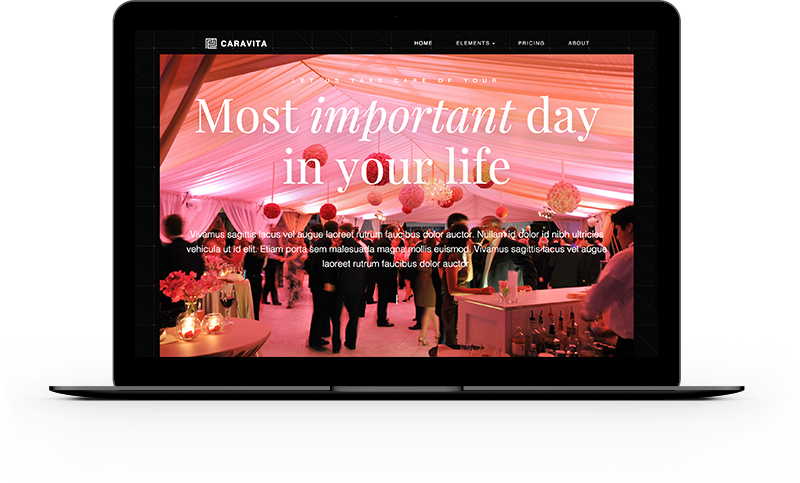 CARAVITA
HOME ELEMENTS PRICING ABOUT
LET US TAKE CARE OF YOUR
Most important day
in your life
Vivamus sagittis lacus vel augue laoreet rutrum faucibus dolor auctor. Nullam id dolor id nibh ultricies
vehicula ut id elit. Etiam porta sem malesuada magna mollis euismod. Vivamus sagittis lacus vel augue
laoreet rutrum faucibus dolor auctor.